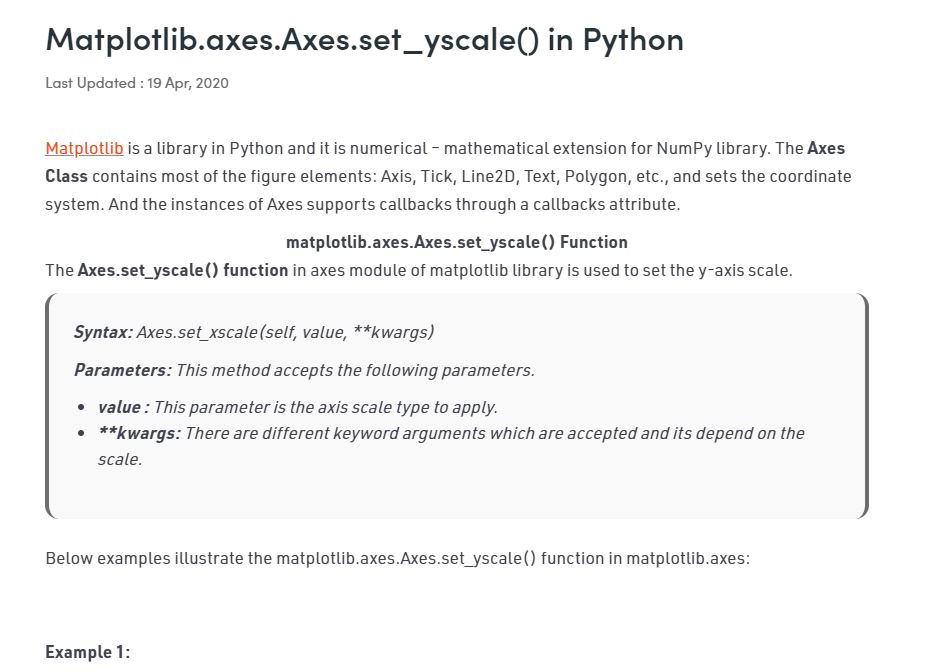 Matplotlib.axes.Axes.set_yscale() in Python
Last Updated : 19 Apr, 2020
Matplotlib is a library in Python and it is numerical – mathematical extension for NumPy library. The Axes
Class contains most of the figure elements: Axis, Tick, Line2D, Text, Polygon, etc., and sets the coordinate
system. And the instances of Axes supports callbacks through a callbacks attribute.
matplotlib.axes.Axes.set_yscale() Function
The Axes.set_yscale() function in axes module of matplotlib library is used to set the y-axis scale.
Syntax: Axes.set_xscale(self, value, **kwargs)
Parameters: This method accepts the following parameters.
• value : This parameter is the axis scale type to apply.
• **kwargs: There are different keyword arguments which are accepted and its depend on the
scale.
Below examples illustrate the matplotlib.axes.Axes.set_yscale() function in matplotlib.axes:
Example 1: